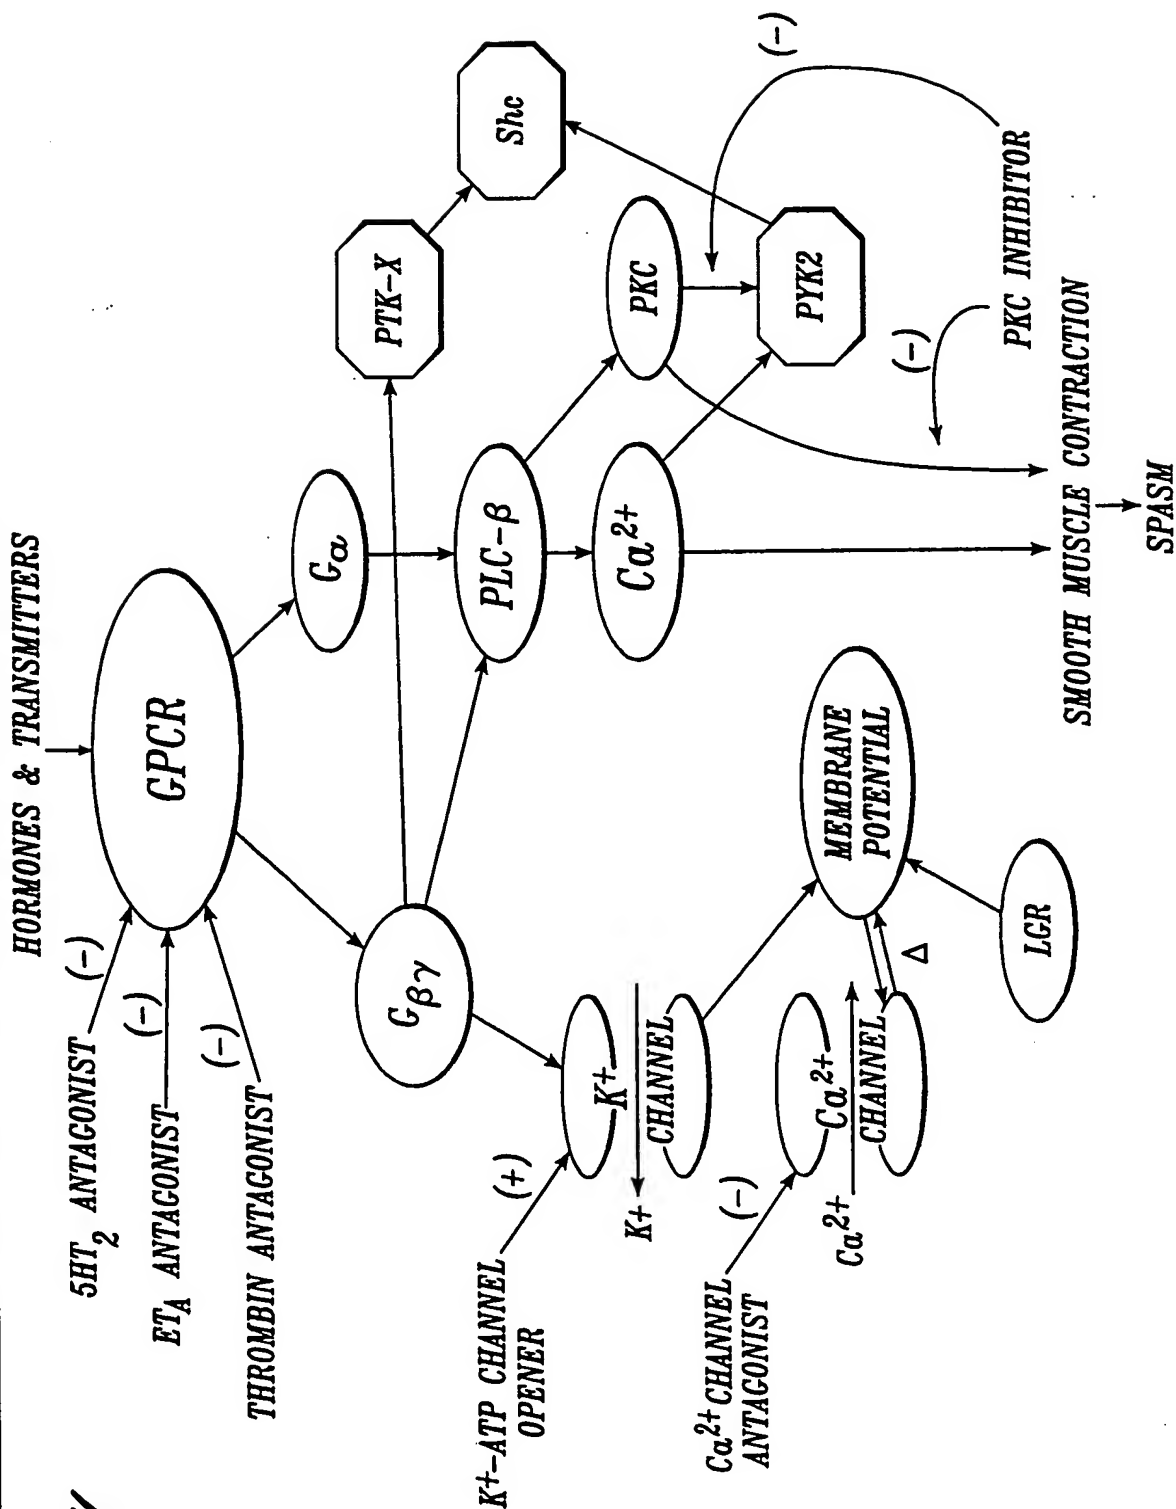 HORMONES & TRANSMITTERS
5HT2 ANTAGONIST
(-)
ETA ANTAGONIST
(-)
THROMBIN ANTAGONIST
(-)
GPCR
Gα
Gβγ
PTK-X
Shc
PLC-β
K+-ATP CHANNEL
OPENER
(+)
K+
CHANNEL
K+
Ca2+
PKC
(-)
Ca2+ CHANNEL
ANTAGONIST
(-)
Ca2+
Ca2+
CHANNEL
Δ
MEMBRANE
POTENTIAL
PYK2
(-)
LGR
PKC INHIBITOR
SMOOTH MUSCLE CONTRACTION
SPASM